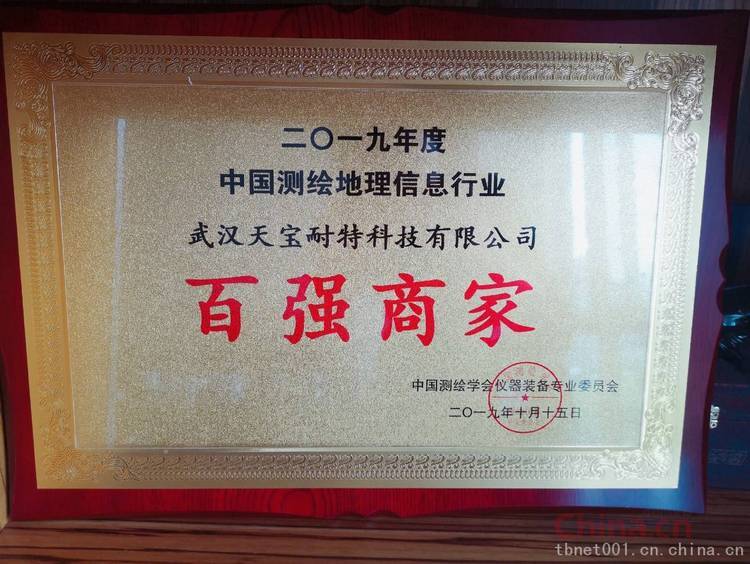 二〇一九年度
中国测绘地理信息行业
武汉天宝耐特科技有限公司
百强商家
中国测绘学会仪器装备专业委员会
二〇一九年十月十五日
China.cn
tbnet001.cn.china.cn